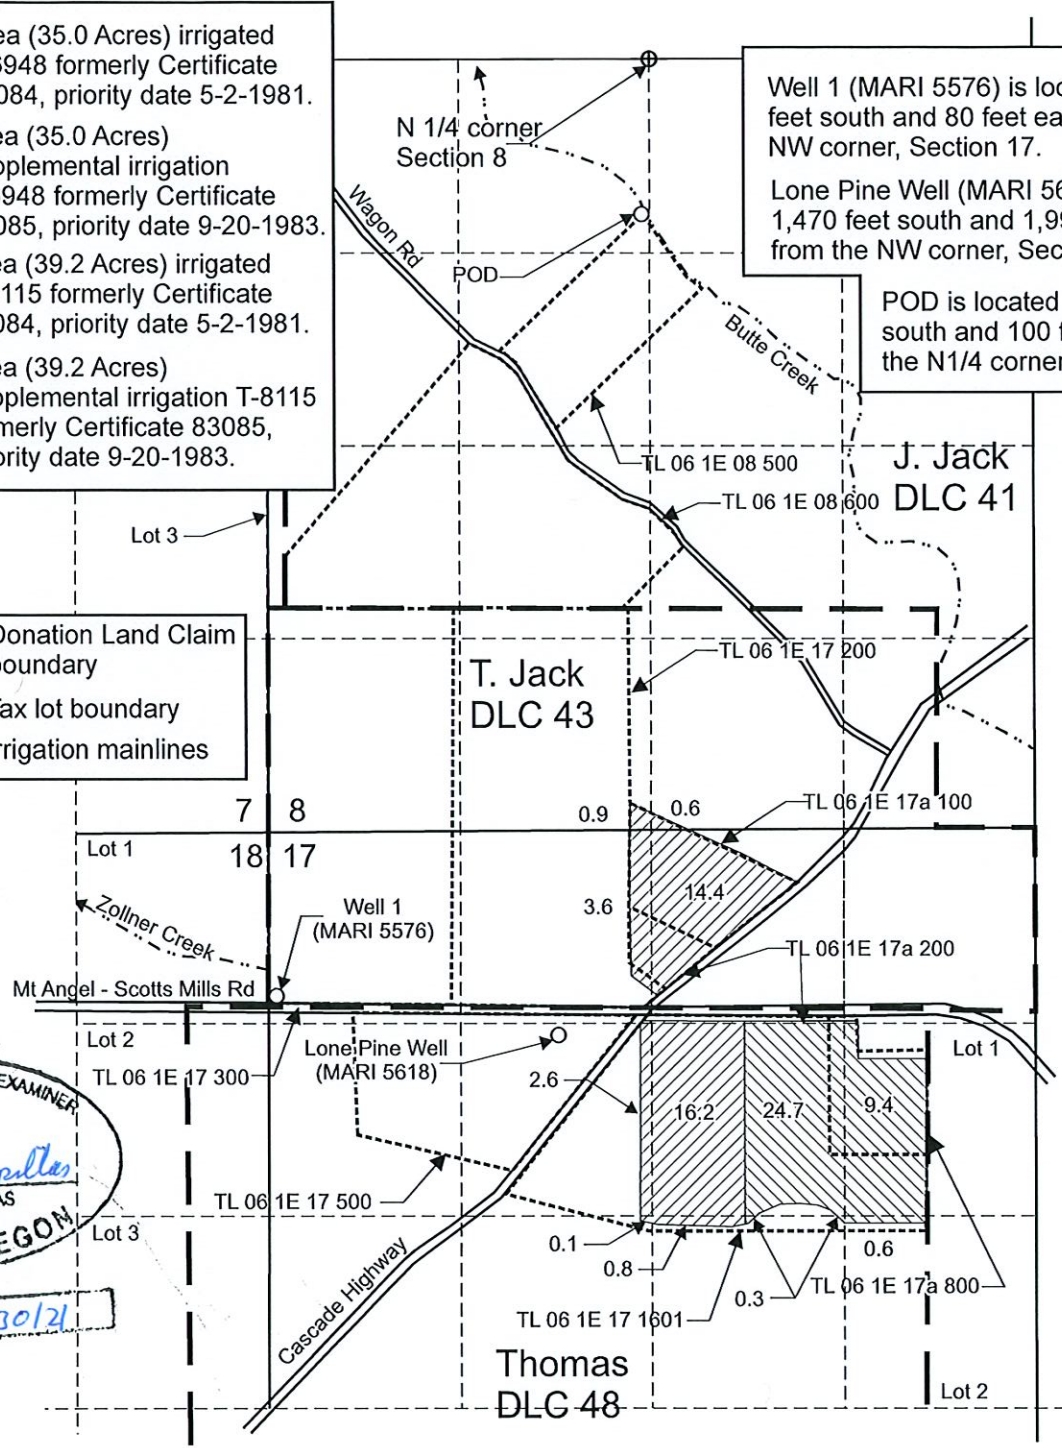 ea (35.0 Acres) irrigated
6948 formerly Certificate
084, priority date 5-2-1981.
ea (35.0 Acres)
pplemental irrigation
6948 formerly Certificate
085, priority date 9-20-1983.
ea (39.2 Acres) irrigated
115 formerly Certificate
084, priority date 5-2-1981.
ea (39.2 Acres)
pplemental irrigation T-8115
merly Certificate 83085,
ority date 9-20-1983.
N 1/4 corner
Section 8
Well 1 (MARI 5576) is loc
feet south and 80 feet ea
NW corner, Section 17.
Lone Pine Well (MARI 56
1,470 feet south and 1,99
from the NW corner, Sec
POD is located
south and 100 f
the N1/4 corner
Wagon Rd
POD
Butte Creek
TL 06 1E 08 500
TL 06 1E 08 600
J. Jack
DLC 41
Lot 3
Donation Land Claim
boundary
Tax lot boundary
rrigation mainlines
TL 06 1E 17 200
T. Jack
DLC 43
7 8
18 17
Lot 1
0.9
0.6
TL 06 1E 17a 100
14.4
3.6
Zollner Creek
Well 1
(MARI 5576)
TL 06 1E 17a 200
Mt Angel - Scotts Mills Rd
Lot 2
Lone Pine Well
(MARI 5618)
Lot 1
TL 06 1E 17 300
2.6
16.2
24.7
9.4
EXAMINER
AS
EGON
30/21
TL 06 1E 17 500
Lot 3
0.1
0.8
0.3
0.6
TL 06 1E 17a 800
TL 06 1E 17 1601
Cascade Highway
Thomas
DLC 48
Lot 2